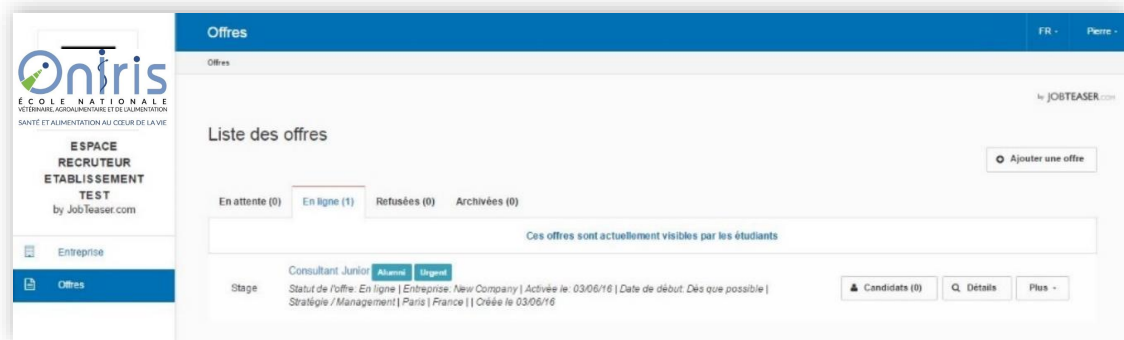 Offres
FR
Pierre
Offres
by JOBTEASER.com
Oniris
ÉCOLE NATIONALE
VÉTÉRINAIRE, AGROALIMENTAIRE ET DE L'ALIMENTATION
SANTÉ ET ALIMENTATION AU CŒUR DE LA VIE
ESPACE
RECRUTEUR
ETABLISSEMENT
TEST
by JobTeaser.com
Entreprise
Offres
Liste des offres
Ajouter une offre
En attente (0) En ligne (1) Refusées (0) Archivées (0)
Ces offres sont actuellement visibles par les étudiants
Stage
Consultant Junior Alumni Urgent
Statut de l'offre: En ligne | Entreprise: New Company | Activée le: 03/06/16 | Date de début: Dès que possible |
Stratégie / Management | Paris | France | | Créée le 03/06/16
Candidats (0) Détails Plus